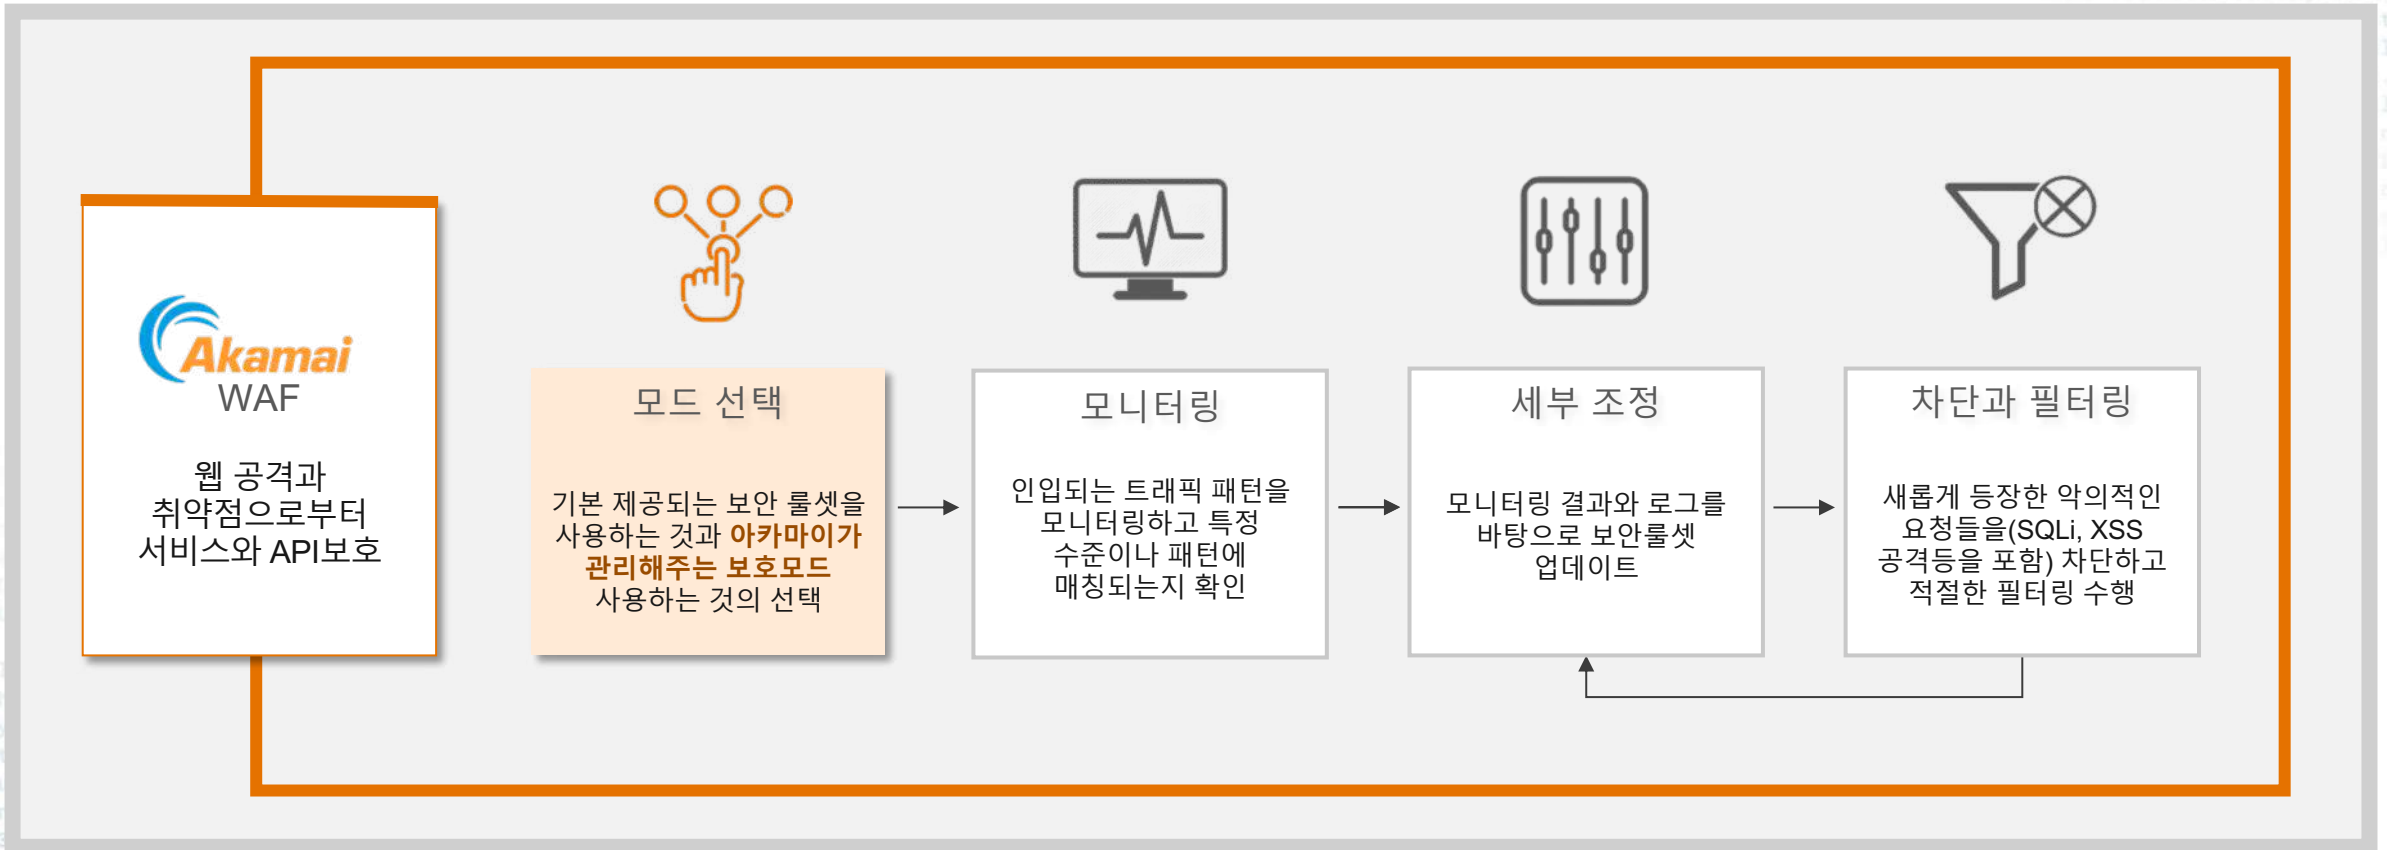 Akamai
WAF
웹 공격과
취약점으로부터
서비스와 API보호
모드 선택
기본 제공되는 보안 룰셋을
사용하는 것과 아카마이가
관리해주는 보호모드
사용하는 것의 선택
모니터링
인입되는 트래픽 패턴을
모니터링하고 특정
수준이나 패턴에
매칭되는지 확인
세부 조정
모니터링 결과와 로그를
바탕으로 보안룰셋
업데이트
차단과 필터링
새롭게 등장한 악의적인
요청들을(SQLi, XSS
공격등을 포함) 차단하고
적절한 필터링 수행